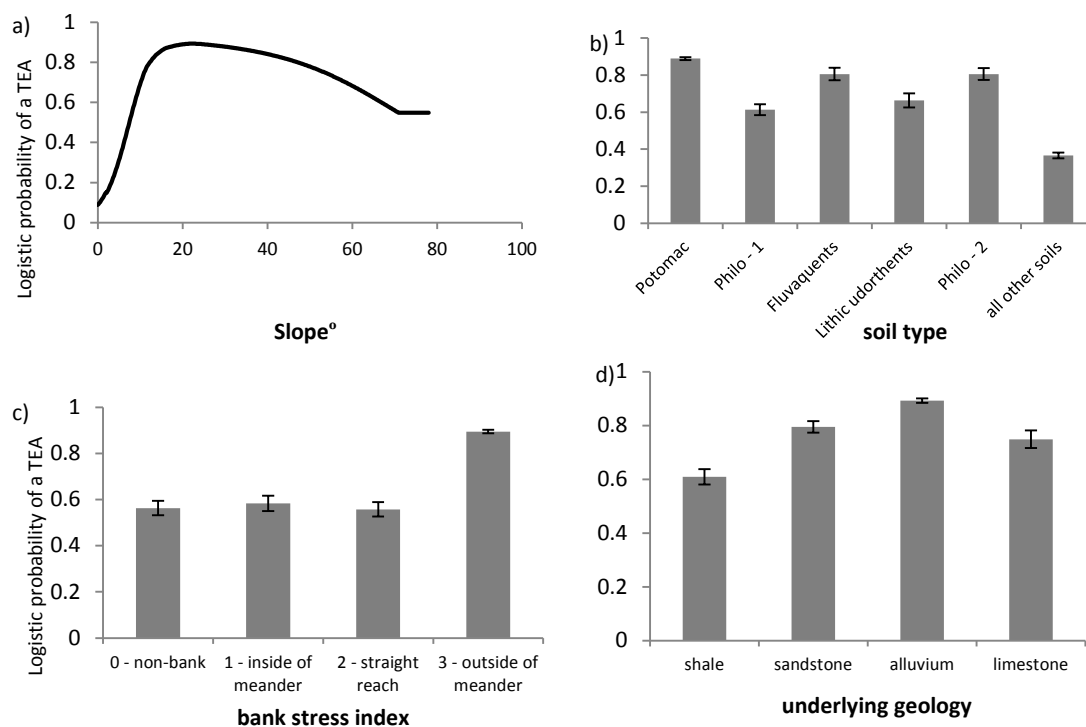 a)
Logistic probability of a TEA
1
0.8
0.6
0.4
0.2
0
0 20 40 60 80 100
Slope°
b)
1
0.8
0.6
0.4
0.2
0
Potomac
Philo - 1
Fluvaquents
Lithic udorthents
Philo - 2
all other soils
soil type
c)
Logistic probability of a TEA
1
0.8
0.6
0.4
0.2
0
0 - non-bank
1 - inside of
meander
2 - straight
reach
3 - outside of
meander
bank stress index
d)
1
0.8
0.6
0.4
0.2
0
shale sandstone alluvium limestone
underlying geology